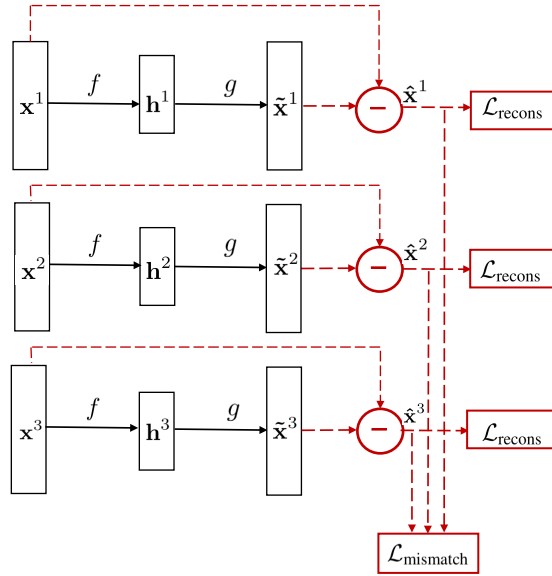 f g x̂¹
x¹ h¹ x̃¹ − ℒrecons
f g x̂²
x² h² x̃² − ℒrecons
f g x̂³
x³ h³ x̃³ − ℒrecons
ℒmismatch